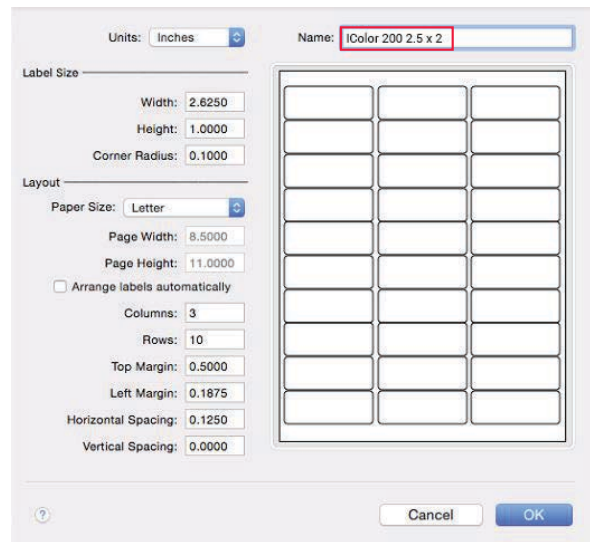 Units: Inches
Name: IColor 200 2.5 x 2
Label Size
Width: 2.6250
Height: 1.0000
Corner Radius: 0.1000
Layout
Paper Size: Letter
Page Width: 8.5000
Page Height: 11.0000
Arrange labels automatically
Columns: 3
Rows: 10
Top Margin: 0.5000
Left Margin: 0.1875
Horizontal Spacing: 0.1250
Vertical Spacing: 0.0000
?
Cancel
OK